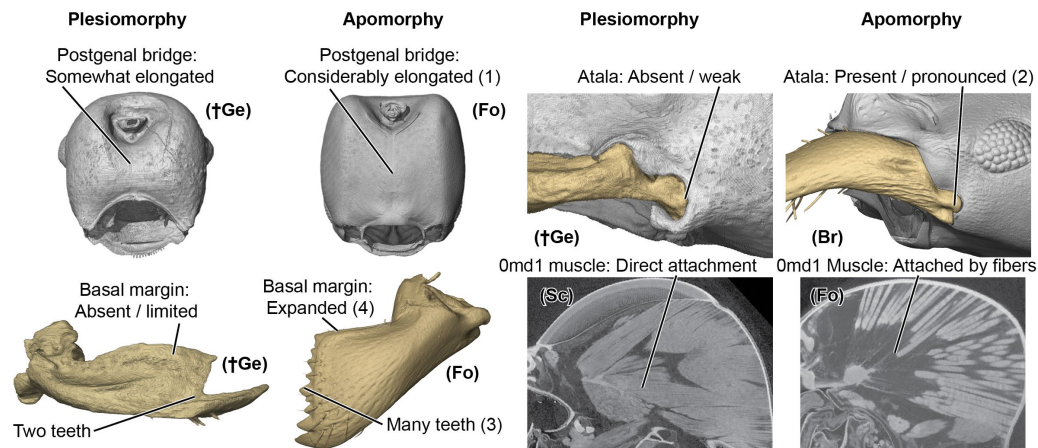 Plesiomorphy
Apomorphy
Plesiomorphy
Apomorphy
Postgenal bridge:
Somewhat elongated
(†Ge)
Postgenal bridge:
Considerably elongated (1)
(Fo)
Atala: Absent / weak
(†Ge)
Atala: Present / pronounced (2)
(Br)
Basal margin:
Absent / limited
(†Ge)
Two teeth
Basal margin:
Expanded (4)
(Fo)
Many teeth (3)
0md1 muscle: Direct attachment
(Sc)
0md1 Muscle: Attached by fibers
(Fo)